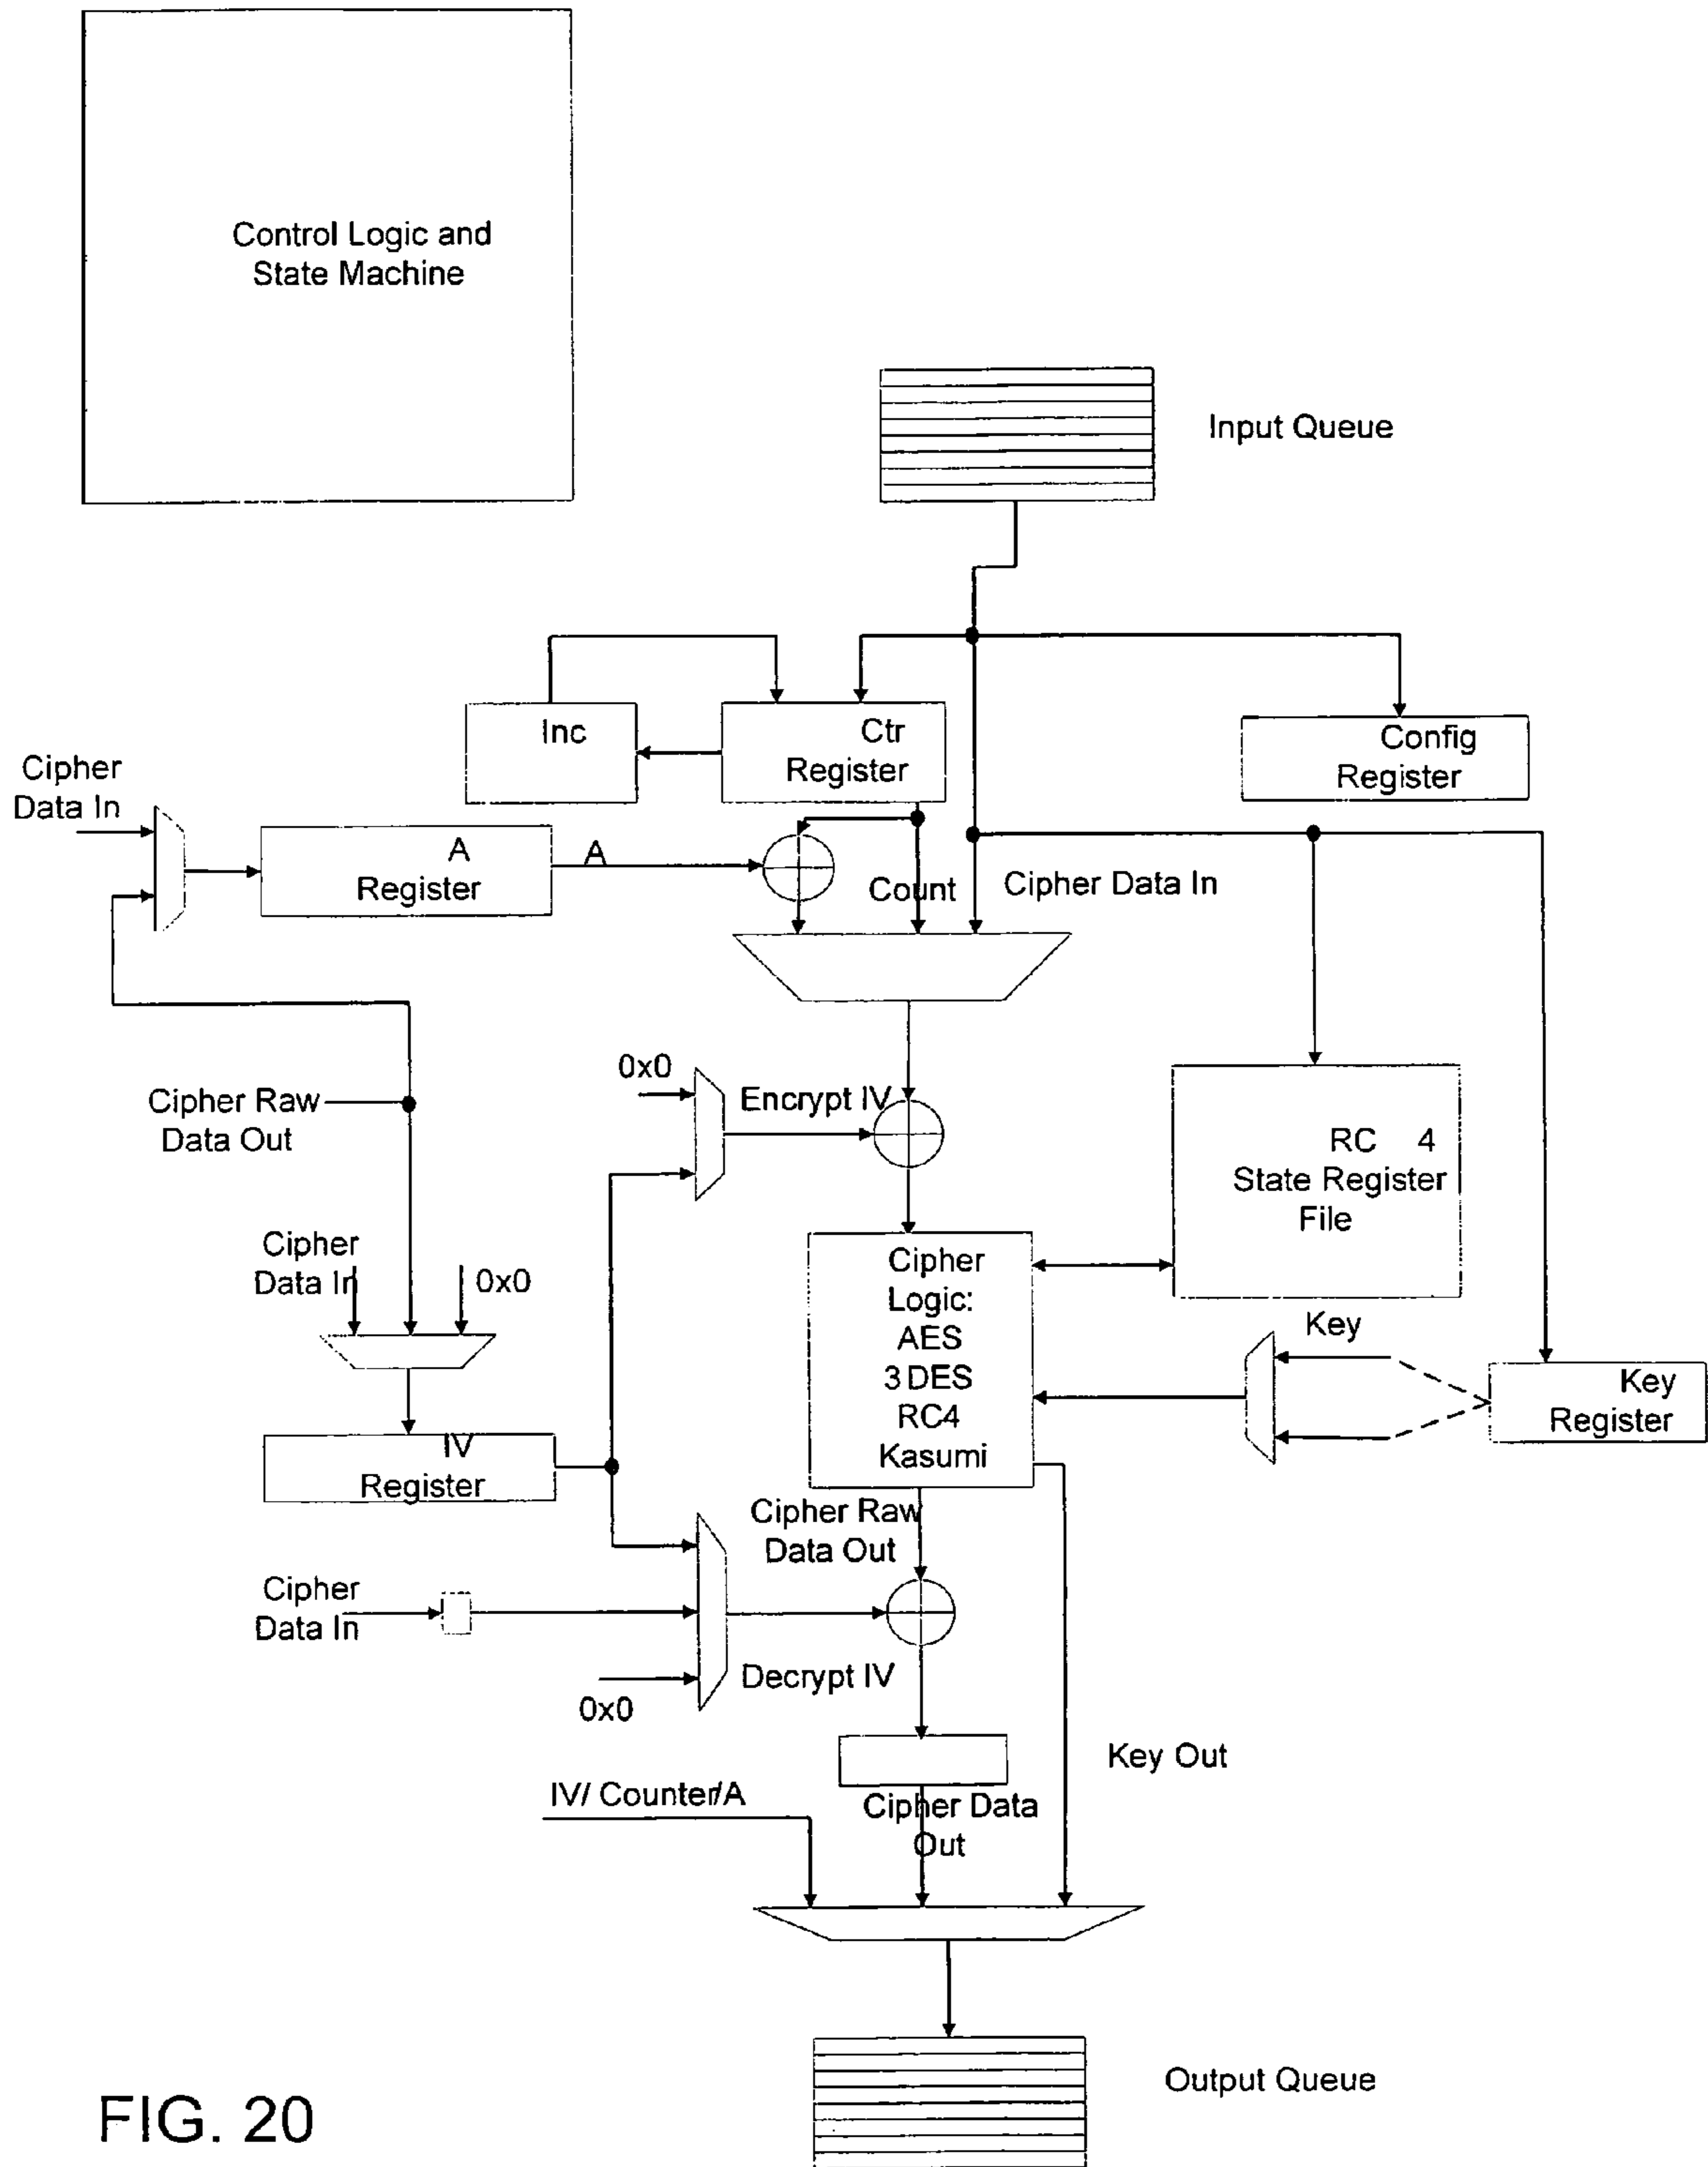 Control Logic and
State Machine
Input Queue
Inc
Ctr
Register
Config
Register
Cipher
Data In
A
Register
A
Count
Cipher Data In
0x0
Encrypt IV
Cipher Raw
Data Out
RC 4
State Register
File
Cipher
Data In
0x0
Cipher
Logic:
AES
3DES
RC4
Kasumi
Key
Key
Register
IV
Register
Cipher Raw
Data Out
Cipher
Data In
Decrypt IV
0x0
Key Out
IV/ Counter/A
Cipher Data
Out
Output Queue
FIG. 20